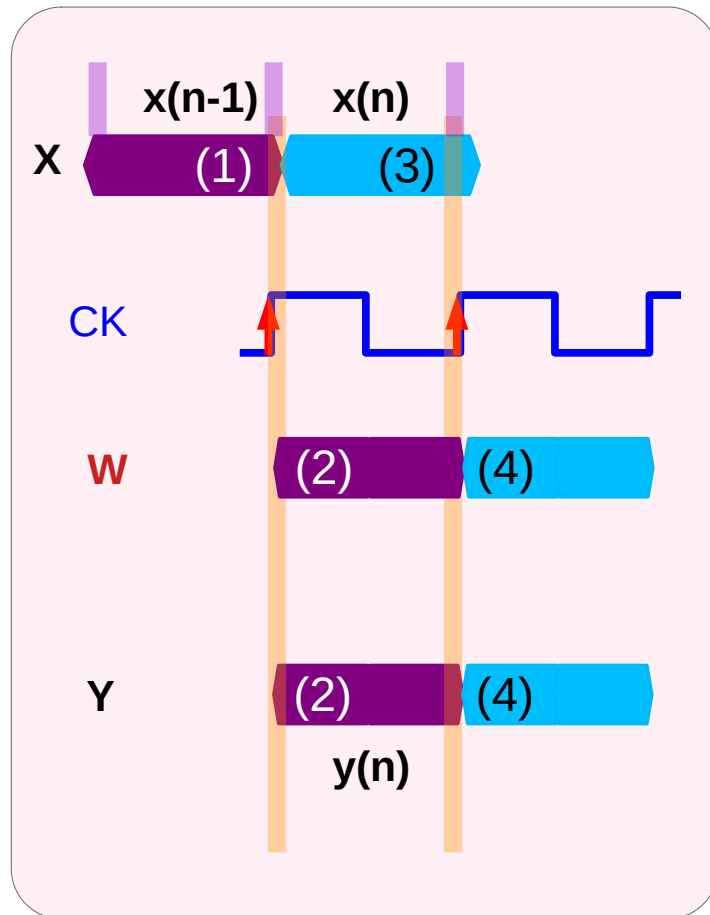 x(n-1) x(n)
X (1) (3)
CK
W (2) (4)
Y (2) (4)
y(n)